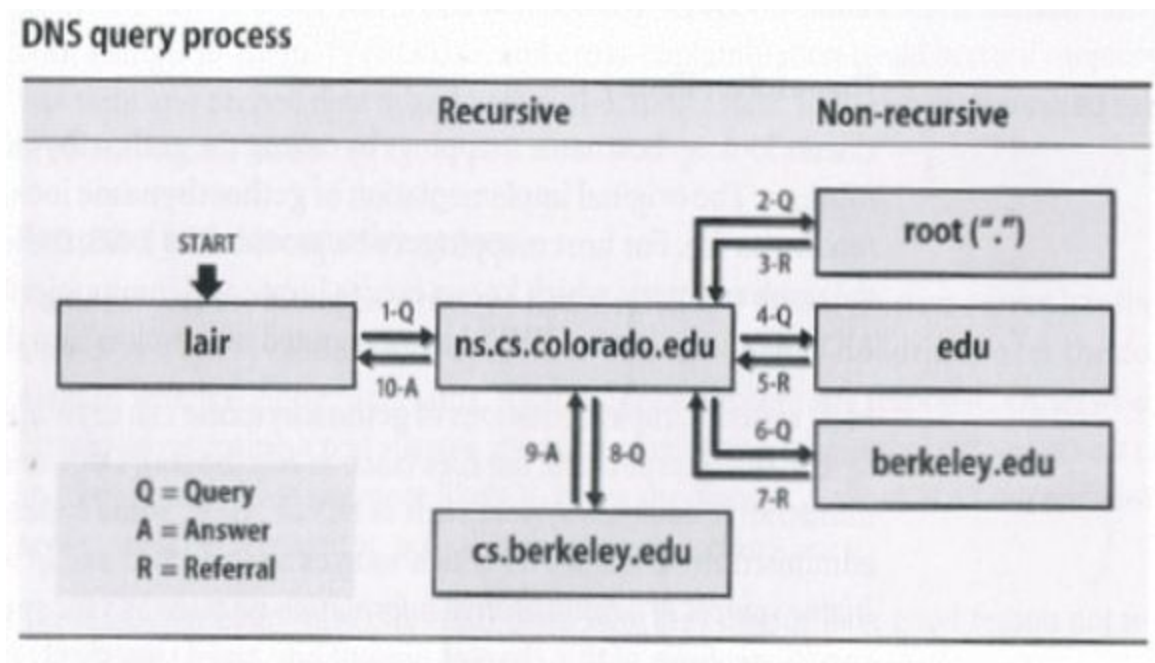 DNS query process
Recursive Non-recursive
START
lair
1-Q
10-A
ns.cs.colorado.edu
2-Q
3-R
root (“.”)
4-Q
5-R
edu
6-Q
7-R
berkeley.edu
9-A 8-Q
cs.berkeley.edu
Q = Query
A = Answer
R = Referral